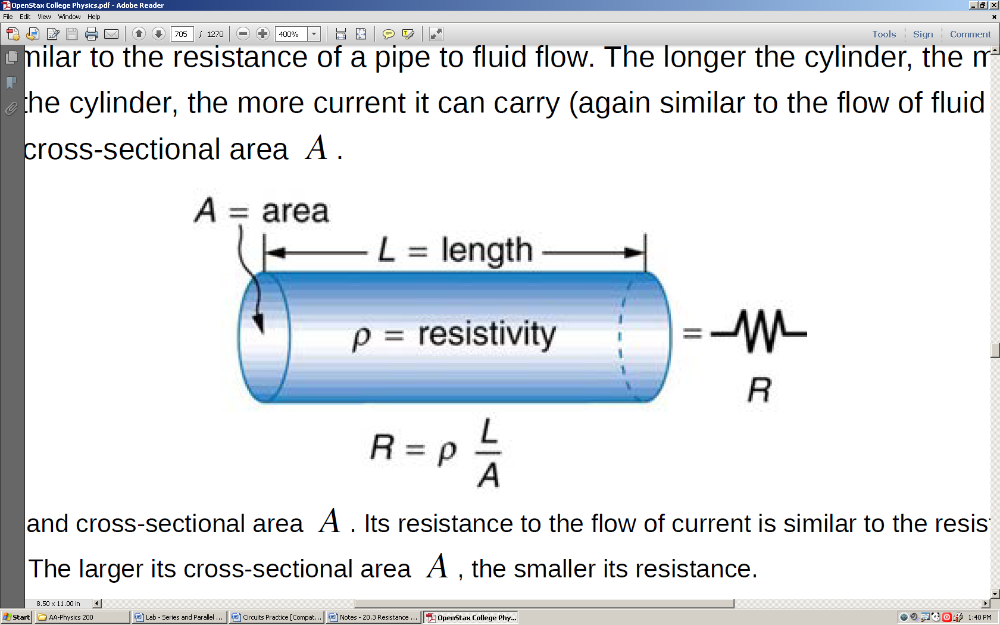 OpenStax College Physics.pdf - Adobe Reader
File Edit View Window Help
705 / 1270 400% Tools Sign Comment
milar to the resistance of a pipe to fluid flow. The longer the cylinder, the m
the cylinder, the more current it can carry (again similar to the flow of fluid
cross-sectional area A .
A = area
L = length
ρ = resistivity
=
R
R = ρ L/A
and cross-sectional area A . Its resistance to the flow of current is similar to the resis
The larger its cross-sectional area A , the smaller its resistance.
8.50 x 11.00 in
Start AA-Physics 200 Lab - Series and Parallel ... Circuits Practice [Compat... Notes - 20.3 Resistance ... OpenStax College Phy... 1:40 PM